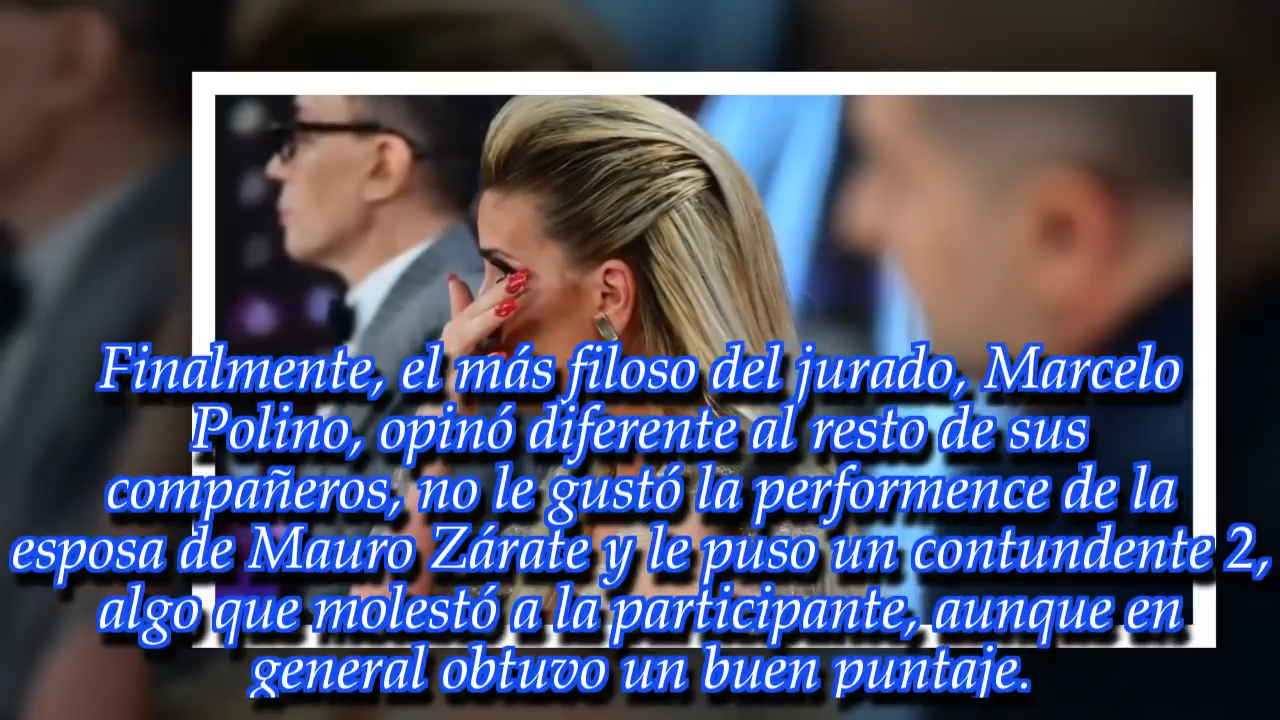 Finalmente, el más filoso del jurado, Marcelo
Polino, opinó diferente al resto de sus
compañeros, no le gustó la performence de la
esposa de Mauro Zárate y le puso un contundente 2,
algo que molestó a la participante, aunque en
general obtuvo un buen puntaje.